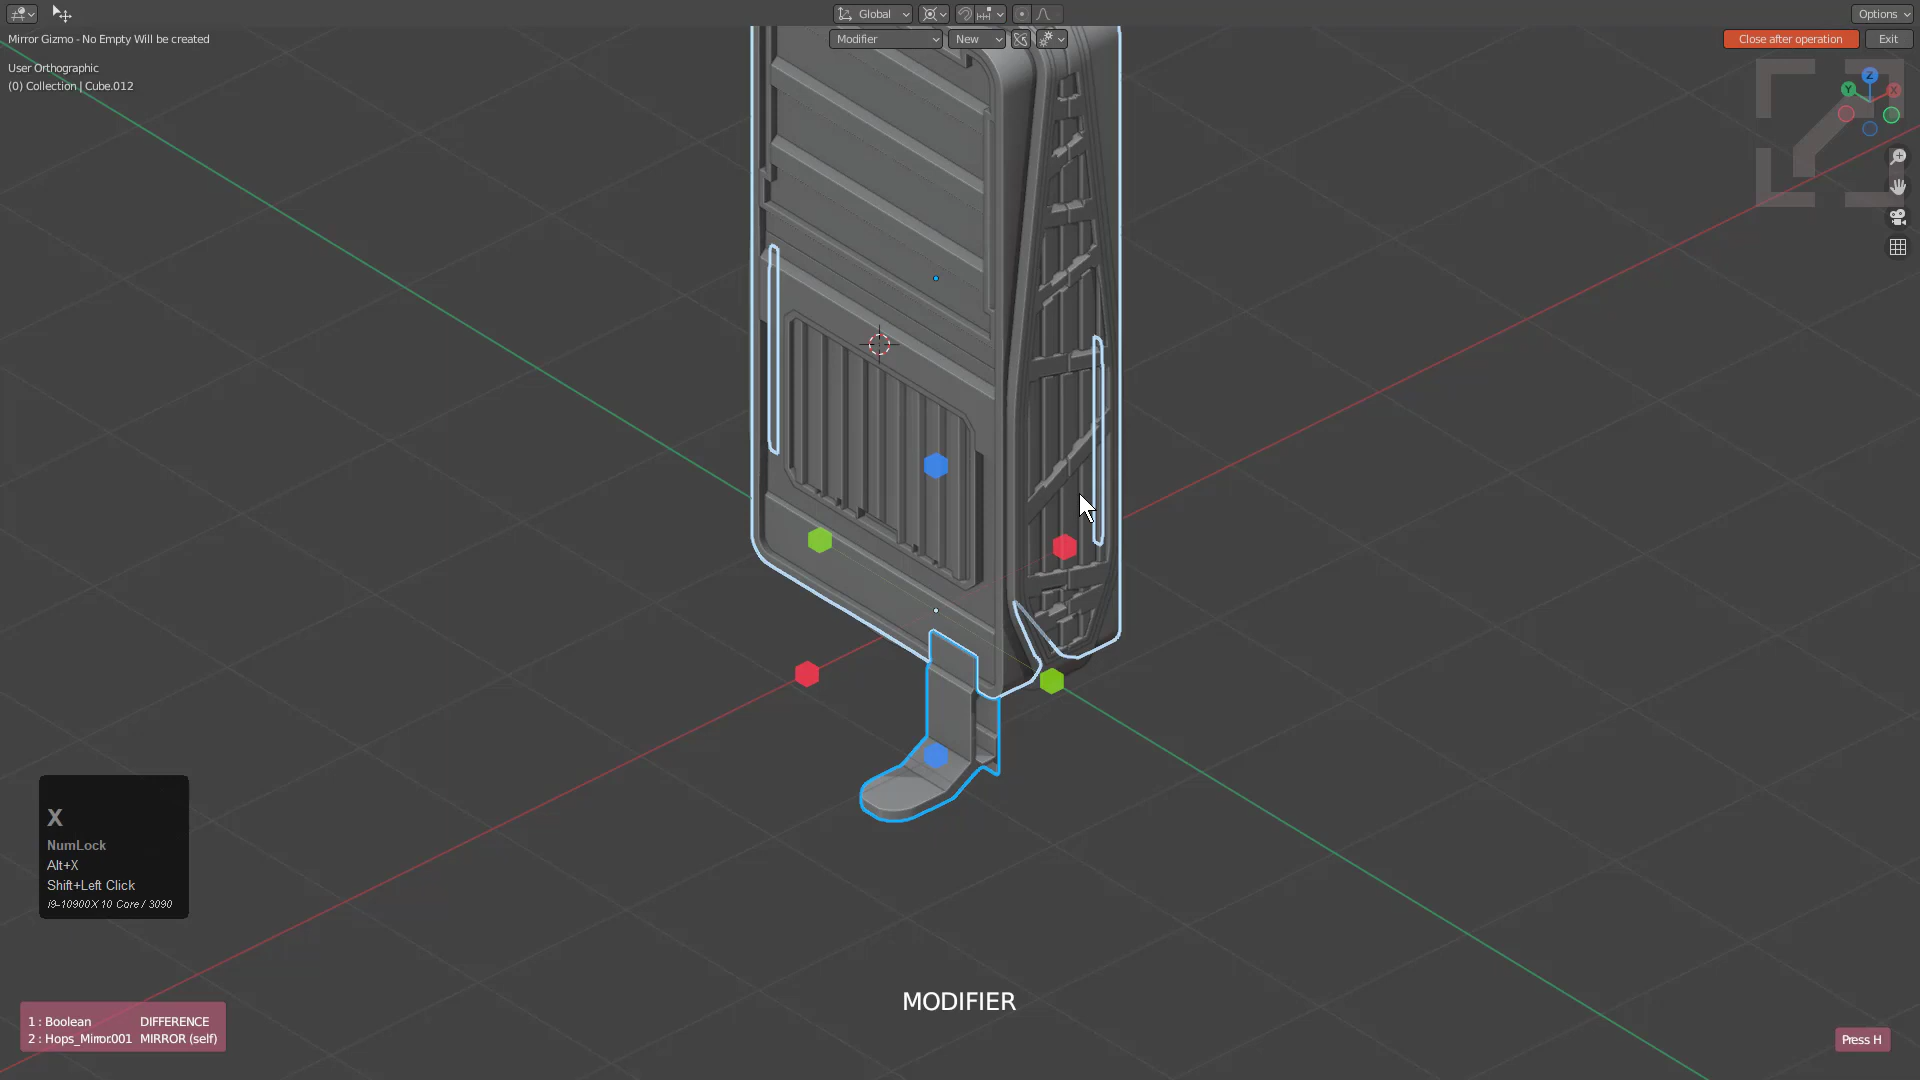 Global
Options
Mirror Gizmo - No Empty Will be created
Modifier
New
Close after operation
Exit
User Orthographic
(0) Collection | Cube.012
Z
Y
X
X
NumLock
Alt+X
Shift+Left Click
i9-10900X 10 Core / 3090
MODIFIER
1 : Boolean DIFFERENCE
2 : Hops_Mirror.001 MIRROR (self)
Press H